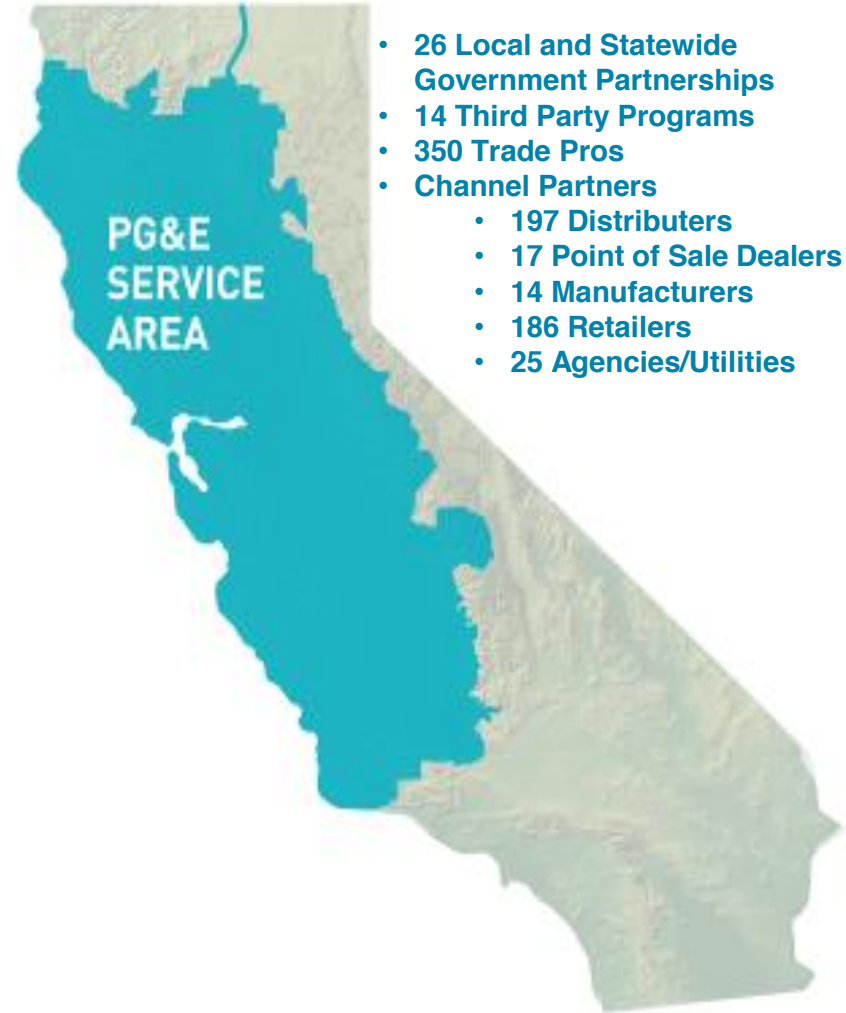 • 26 Local and Statewide
Government Partnerships
• 14 Third Party Programs
• 350 Trade Pros
• Channel Partners
• 197 Distributers
• 17 Point of Sale Dealers
• 14 Manufacturers
• 186 Retailers
• 25 Agencies/Utilities
PG&E
SERVICE
AREA